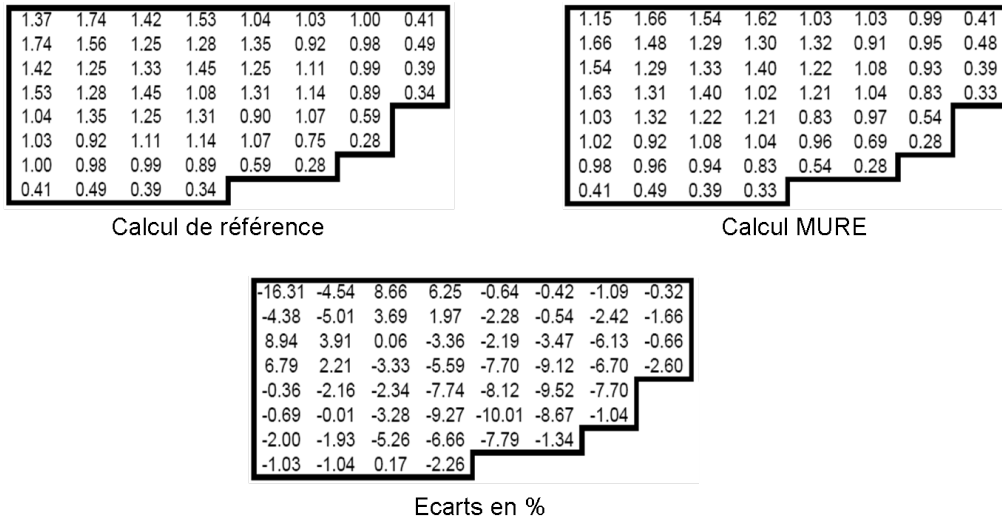 1.37 1.74 1.42 1.53 1.04 1.03 1.00 0.41
1.74 1.56 1.25 1.28 1.35 0.92 0.98 0.49
1.42 1.25 1.33 1.45 1.25 1.11 0.99 0.39
1.53 1.28 1.45 1.08 1.31 1.14 0.89 0.34
1.04 1.35 1.25 1.31 0.90 1.07 0.59
1.03 0.92 1.11 1.14 1.07 0.75 0.28
1.00 0.98 0.99 0.89 0.59 0.28
0.41 0.49 0.39 0.34
Calcul de référence
1.15 1.66 1.54 1.62 1.03 1.03 0.99 0.41
1.66 1.48 1.29 1.30 1.32 0.91 0.95 0.48
1.54 1.29 1.33 1.40 1.22 1.08 0.93 0.39
1.63 1.31 1.40 1.02 1.21 1.04 0.83 0.33
1.03 1.32 1.22 1.21 0.83 0.97 0.54
1.02 0.92 1.08 1.04 0.96 0.69 0.28
0.98 0.96 0.94 0.83 0.54 0.28
0.41 0.49 0.39 0.33
Calcul MURE
-16.31 -4.54 8.66 6.25 -0.64 -0.42 -1.09 -0.32
-4.38 -5.01 3.69 1.97 -2.28 -0.54 -2.42 -1.66
8.94 3.91 0.06 -3.36 -2.19 -3.47 -6.13 -0.66
6.79 2.21 -3.33 -5.59 -7.70 -9.12 -6.70 -2.60
-0.36 -2.16 -2.34 -7.74 -8.12 -9.52 -7.70
-0.69 -0.01 -3.28 -9.27 -10.01 -8.67 -1.04
-2.00 -1.93 -5.26 -6.66 -7.79 -1.34
-1.03 -1.04 0.17 -2.26
Ecarts en %